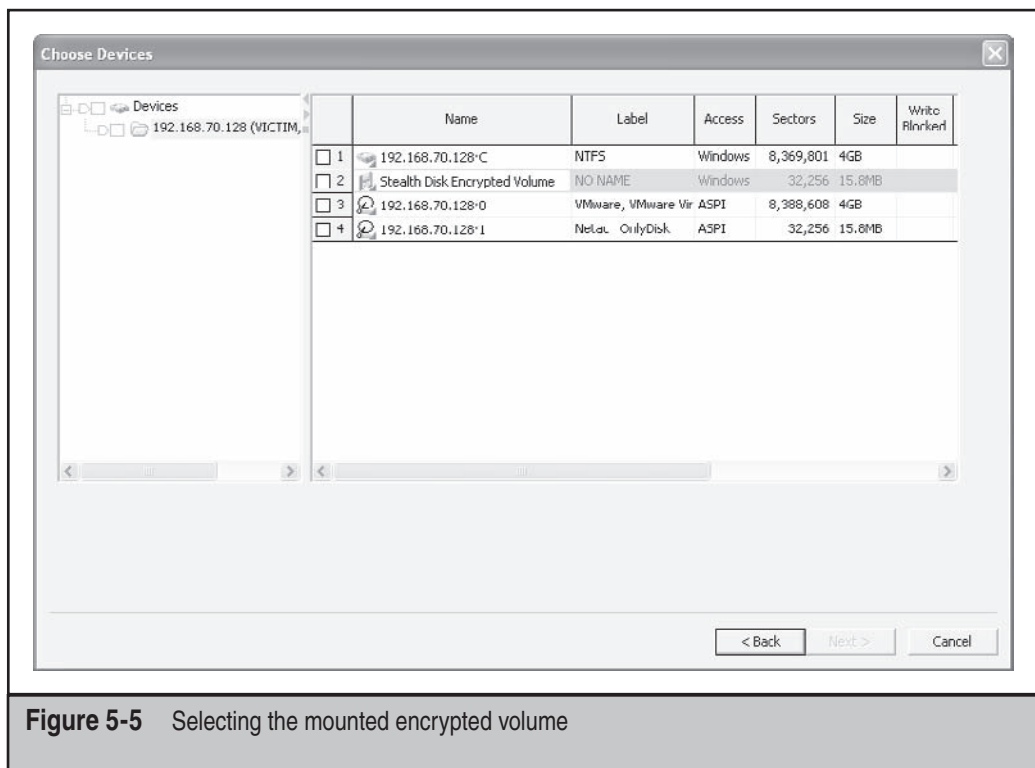 Choose Devices
Devices
192.168.70.128 (VICTIM,
Name Label Access Sectors Size Write Blocked
1 192.168.70.128·C NTFS Windows 8,369,801 4GB
2 Stealth Disk Encrypted Volume NO NAME Windows 32,256 15.8MB
3 192.168.70.128·0 VMware, VMware Vir ASPI 8,388,608 4GB
4 192.168.70.128·1 Netac OnlyDisk ASPI 32,256 15.8MB
< Back Next > Cancel
Figure 5-5 Selecting the mounted encrypted volume